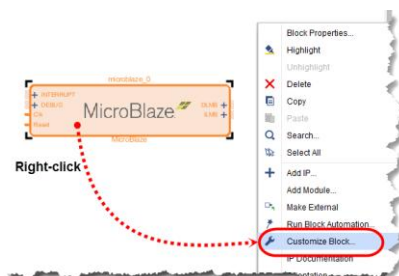 microblaze_0
INTERRUPT
DEBUG
Clk
Reset
MicroBlaze
DLMB
ILMB
MicroBlaze
Right-click
Block Properties...
Highlight
Unhighlight
Delete
Copy
Paste
Search...
Select All
Add IP...
Add Module...
Make External
Run Block Automation...
Customize Block...
IP Documentation